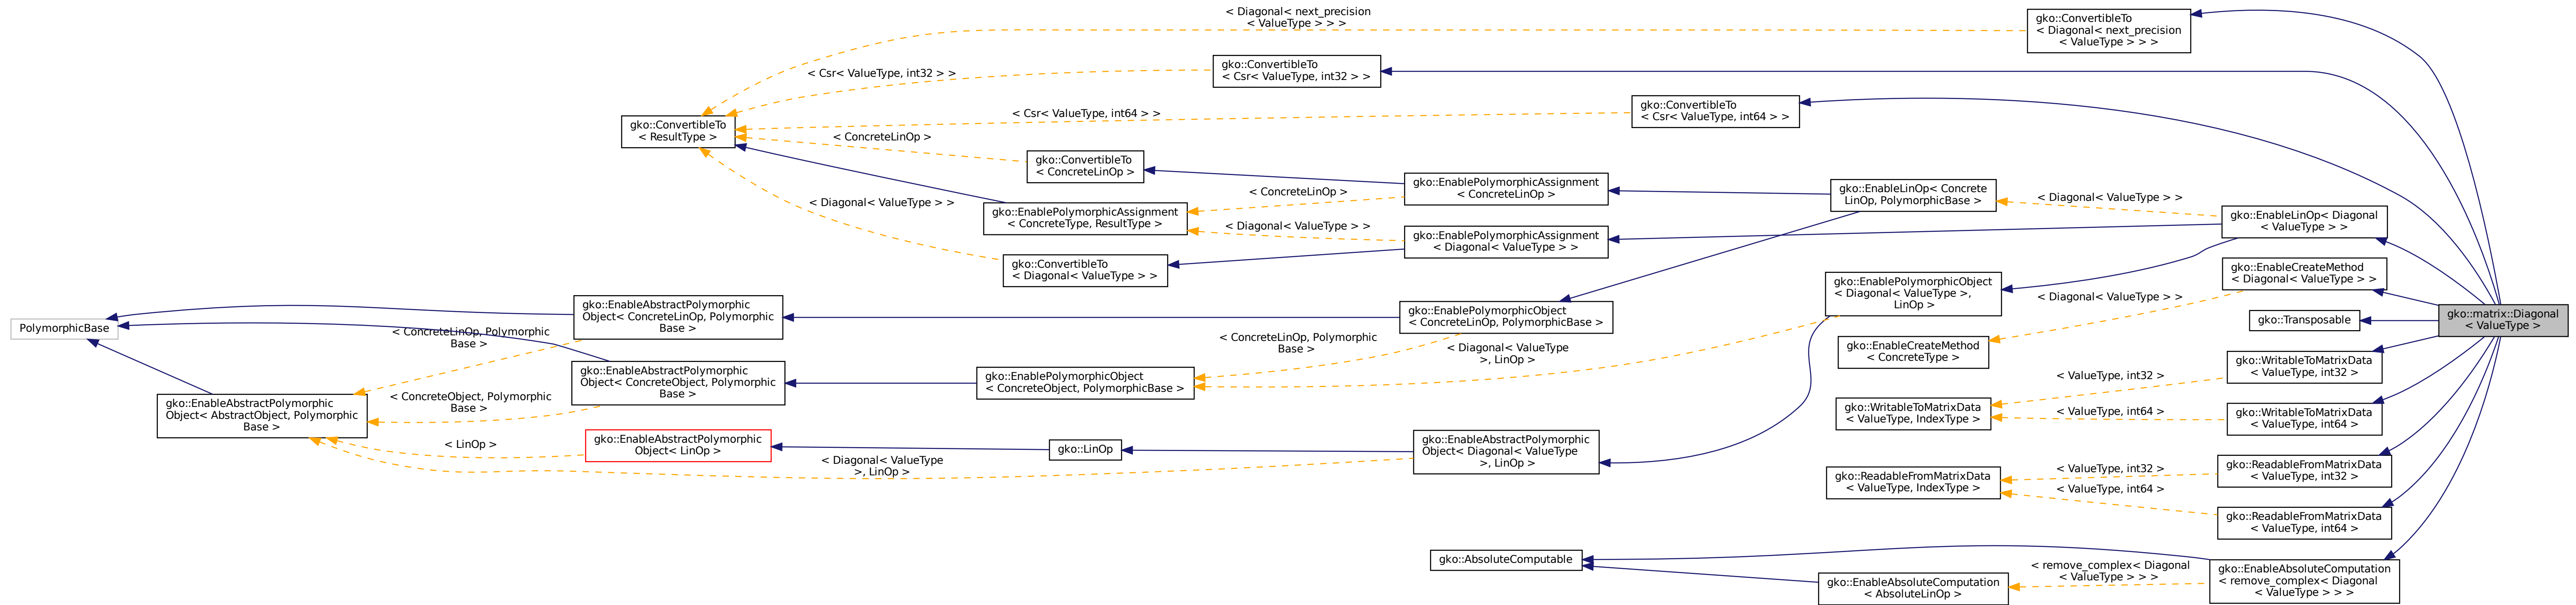 < Diagonal< next_precision
< ValueType > > >
gko::ConvertibleTo
< Diagonal< next_precision
< ValueType > > >
< Csr< ValueType, int32 > >
gko::ConvertibleTo
< Csr< ValueType, int32 > >
gko::ConvertibleTo
< ResultType >
< Csr< ValueType, int64 > >
gko::ConvertibleTo
< Csr< ValueType, int64 > >
< ConcreteLinOp >
gko::ConvertibleTo
< ConcreteLinOp >
gko::EnablePolymorphicAssignment
< ConcreteLinOp >
< ConcreteLinOp >
gko::EnableLinOp< Concrete
LinOp, PolymorphicBase >
< Diagonal< ValueType > >
gko::EnableLinOp< Diagonal
< ValueType > >
< Diagonal< ValueType > >
gko::EnablePolymorphicAssignment
< ConcreteType, ResultType >
< Diagonal< ValueType > >
gko::EnablePolymorphicAssignment
< Diagonal< ValueType > >
gko::ConvertibleTo
< Diagonal< ValueType > >
gko::EnablePolymorphicObject
< Diagonal< ValueType >,
LinOp >
gko::EnableCreateMethod
< Diagonal< ValueType > >
< Diagonal< ValueType > >
PolymorphicBase
gko::EnableAbstractPolymorphic
Object< ConcreteLinOp, Polymorphic
Base >
gko::EnablePolymorphicObject
< ConcreteLinOp, PolymorphicBase >
gko::Transposable
gko::matrix::Diagonal
< ValueType >
< ConcreteLinOp, Polymorphic
Base >
< ConcreteLinOp, Polymorphic
Base >
< Diagonal< ValueType
>, LinOp >
gko::EnableCreateMethod
< ConcreteType >
gko::EnableAbstractPolymorphic
Object< ConcreteObject, Polymorphic
Base >
gko::EnablePolymorphicObject
< ConcreteObject, PolymorphicBase >
gko::WritableToMatrixData
< ValueType, int32 >
< ValueType, int32 >
gko::EnableAbstractPolymorphic
Object< AbstractObject, Polymorphic
Base >
< ConcreteObject, Polymorphic
Base >
gko::WritableToMatrixData
< ValueType, IndexType >
< ValueType, int64 >
gko::WritableToMatrixData
< ValueType, int64 >
< LinOp >
gko::EnableAbstractPolymorphic
Object< LinOp >
gko::LinOp
gko::EnableAbstractPolymorphic
Object< Diagonal< ValueType
>, LinOp >
< Diagonal< ValueType
>, LinOp >
gko::ReadableFromMatrixData
< ValueType, IndexType >
< ValueType, int32 >
gko::ReadableFromMatrixData
< ValueType, int32 >
< ValueType, int64 >
gko::ReadableFromMatrixData
< ValueType, int64 >
gko::AbsoluteComputable
gko::EnableAbsoluteComputation
< AbsoluteLinOp >
< remove_complex< Diagonal
< ValueType > > >
gko::EnableAbsoluteComputation
< remove_complex< Diagonal
< ValueType > > >